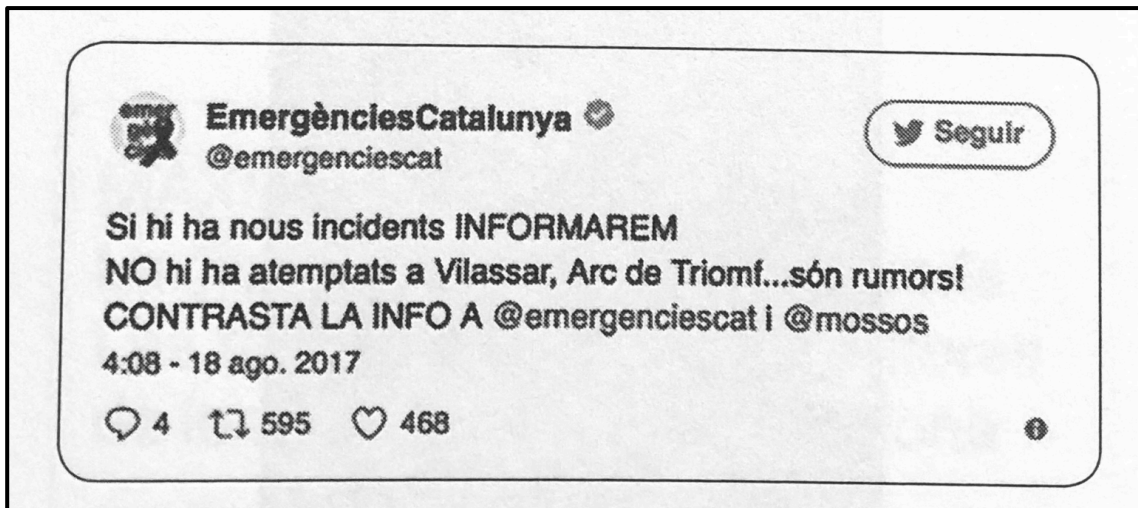 EmergènciesCatalunya
@emergenciescat
Seguir
Si hi ha nous incidents INFORMAREM
NO hi ha atemptats a Vilassar, Arc de Triomf...són rumors!
CONTRASTA LA INFO A @emergenciescat i @mossos
4:08 - 18 ago. 2017
4 595 468